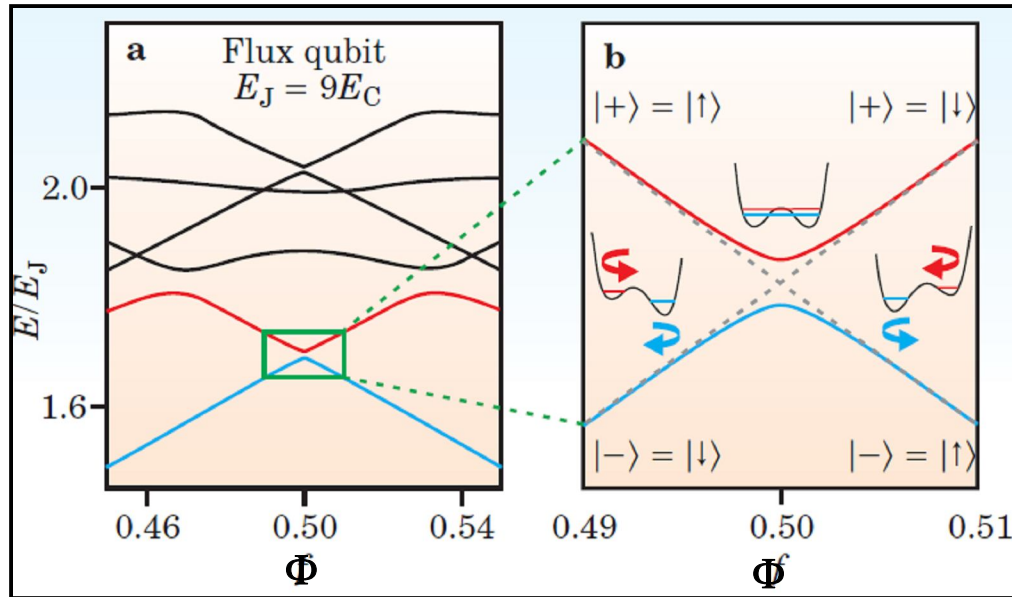 a
Flux qubit
E_J = 9E_C
E/E_J
2.0
1.6
0.46
0.50
0.54
Φ
b
|+⟩ = |↑⟩
|+⟩ = |↓⟩
|−⟩ = |↓⟩
|−⟩ = |↑⟩
0.49
0.50
0.51
Φ